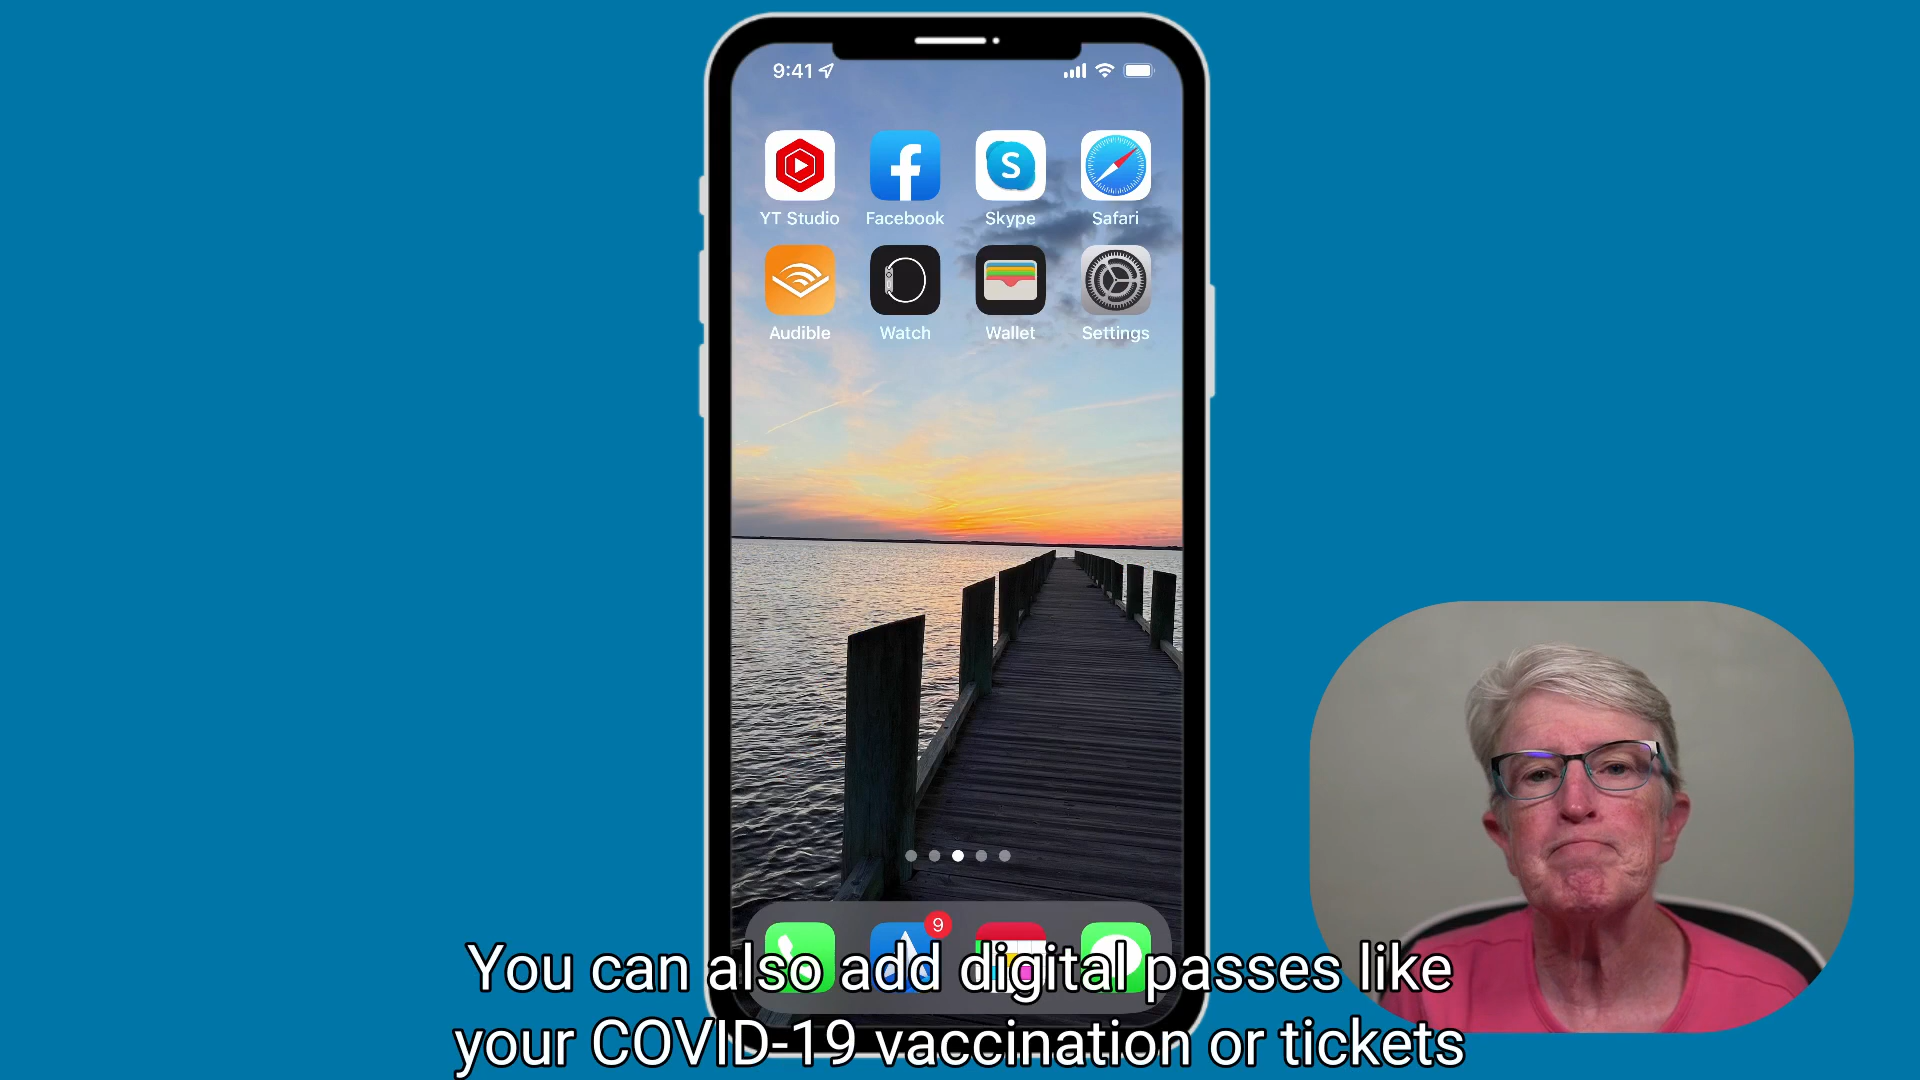 9:41
YT Studio Facebook Skype Safari
Audible Watch Wallet Settings
9
You can also add digital passes like
your COVID-19 vaccination or tickets